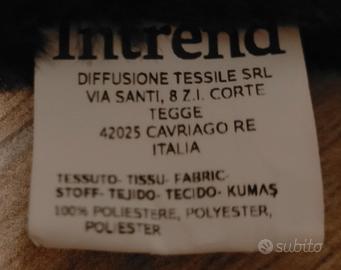 Intrend
DIFFUSIONE TESSILE SRL
VIA SANTI, 8 Z.I. CORTE
TEGGE
42025 CAVRIAGO RE
ITALIA
TESSUTO- TISSU- FABRIC-
STOFF- TEJIDO- TECIDO- KUMAŞ
100% POLIESTERE, POLYESTER,
POLIESTER
subito